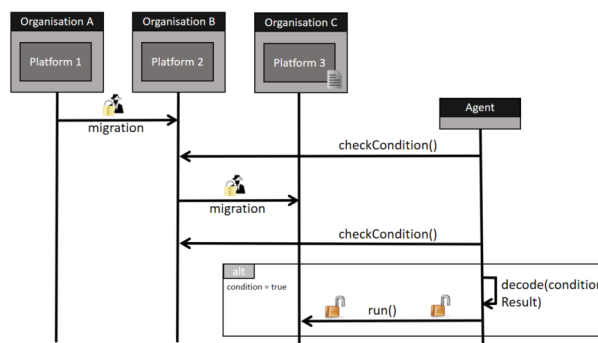 Organisation A
Organisation B
Organisation C
Platform 1
Platform 2
Platform 3
Agent
migration
checkCondition()
migration
checkCondition()
alt
condition = true
decode(condition
Result)
run()